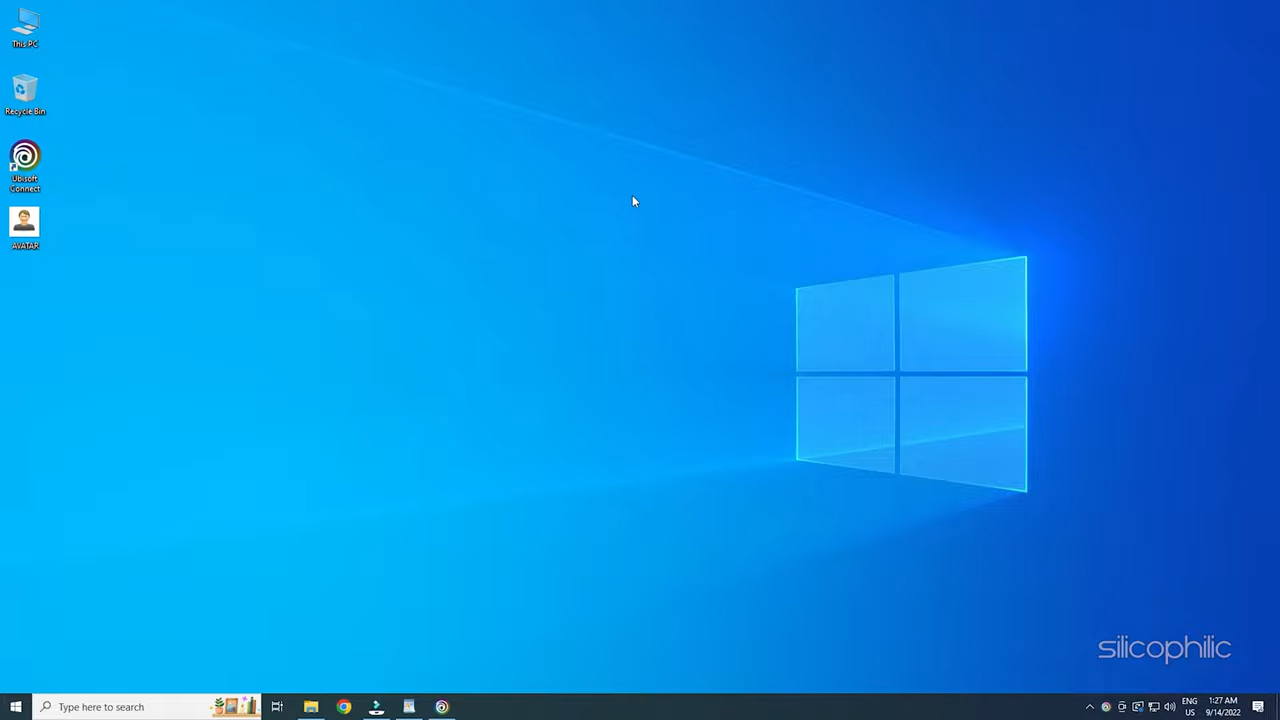 This PC
Recycle Bin
Ubisoft
Connect
AVATAR
silicophilic
Type here to search
ENG
US
1:27 AM
9/14/2022